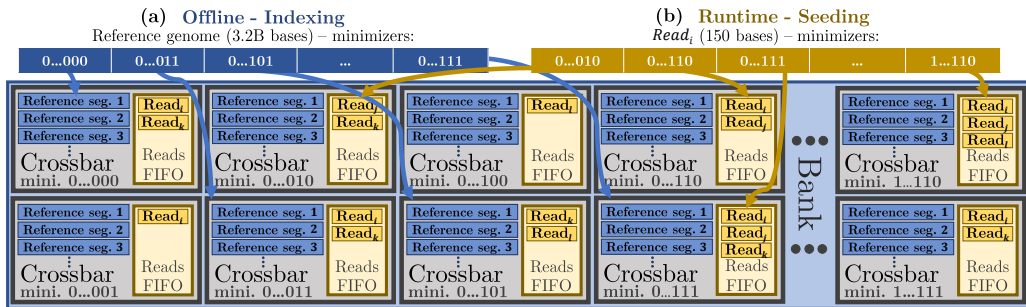 (a) Offline - Indexing
Reference genome (3.2B bases) – minimizers:
0...000 0...011 0...101 ... 0...111
(b) Runtime - Seeding
Read_i (150 bases) – minimizers:
0...010 0...110 0...111 ... 1...110
Reference seg. 1
Reference seg. 2
Reference seg. 3
Crossbar
mini. 0...000
Read_i
Read_k
Reads
FIFO
Reference seg. 1
Reference seg. 2
Reference seg. 3
Crossbar
mini. 0...010
Read_j
Read_k
Reads
FIFO
Reference seg. 1
Reference seg. 2
Reference seg. 3
Crossbar
mini. 0...100
Read_l
Reads
FIFO
Reference seg. 1
Reference seg. 2
Reference seg. 3
Crossbar
mini. 0...110
Read_i
Read_j
Reads
FIFO
Bank
Reference seg. 1
Reference seg. 2
Reference seg. 3
Crossbar
mini. 1...110
Read_i
Read_j
Read_l
Reads
FIFO
Reference seg. 1
Reference seg. 2
Reference seg. 3
Crossbar
mini. 0...001
Read_i
Reads
FIFO
Reference seg. 1
Reference seg. 2
Reference seg. 3
Crossbar
mini. 0...011
Read_i
Read_k
Reads
FIFO
Reference seg. 1
Reference seg. 2
Reference seg. 3
Crossbar
mini. 0...101
Read_k
Read_l
Reads
FIFO
Reference seg. 1
Reference seg. 2
Reference seg. 3
Crossbar
mini. 0...111
Read_i
Read_j
Read_k
Reads
FIFO
Reference seg. 1
Reference seg. 2
Reference seg. 3
Crossbar
mini. 1...111
Read_i
Read_k
Reads
FIFO